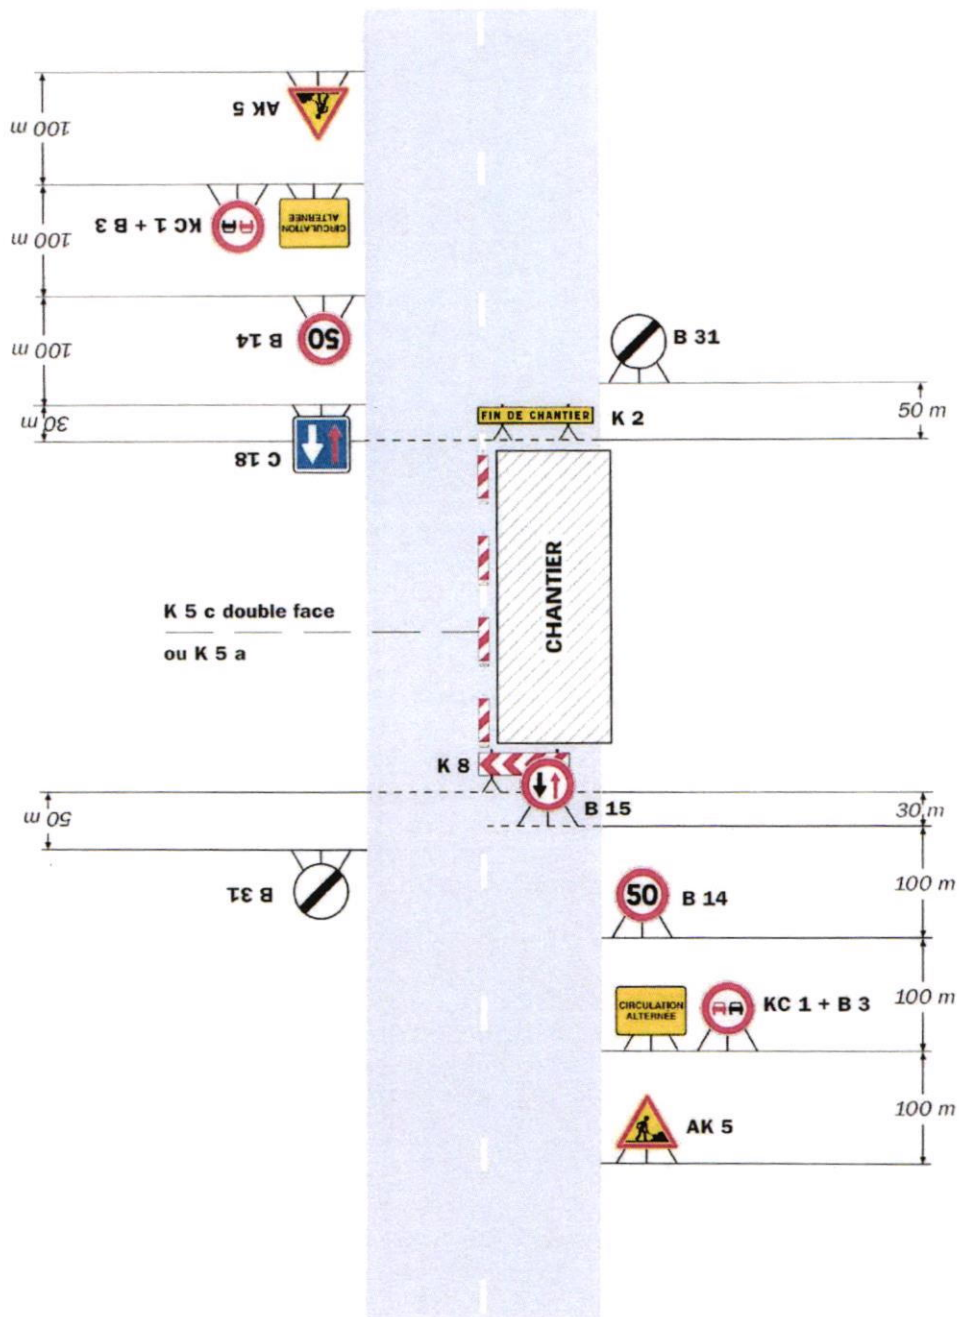 AK 5
100 m
KC 1 + B 3
CIRCULATION
ALTERNÉE
100 m
B 14
50
100 m
B 31
30 m
C 18
FIN DE CHANTIER
K 2
50 m
CHANTIER
K 5 c double face
ou K 5 a
K 8
B 15
50 m
30 m
B 31
50
B 14
100 m
CIRCULATION
ALTERNÉE
KC 1 + B 3
100 m
AK 5
100 m